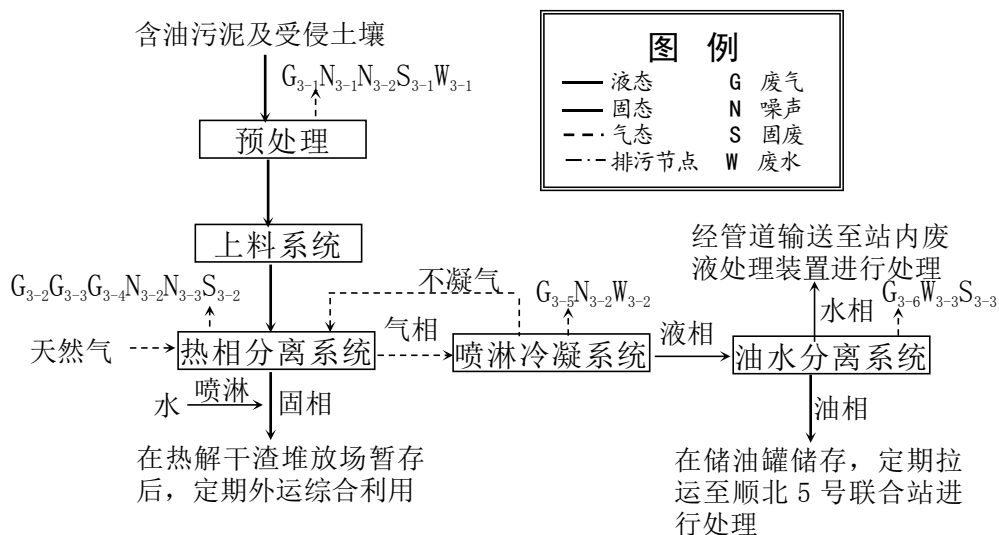 含油污泥及受侵土壤
G₃₋₁N₃₋₁N₃₋₂S₃₋₁W₃₋₁
预处理
图 例
液态 G 废气
固态 N 噪声
气态 S 固废
排污节点 W 废水
上料系统
经管道输送至站内废
液处理装置进行处理
G₃₋₂G₃₋₃G₃₋₄N₃₋₂N₃₋₃S₃₋₂
不凝气
G₃₋₅N₃₋₂W₃₋₂
水相
G₃₋₆W₃₋₃S₃₋₃
天然气
热相分离系统
气相
喷淋冷凝系统
液相
油水分离系统
水
喷淋
固相
油相
在热解干渣堆放场暂存
后，定期外运综合利用
在储油罐储存，定期拉
运至顺北 5 号联合站进
行处理